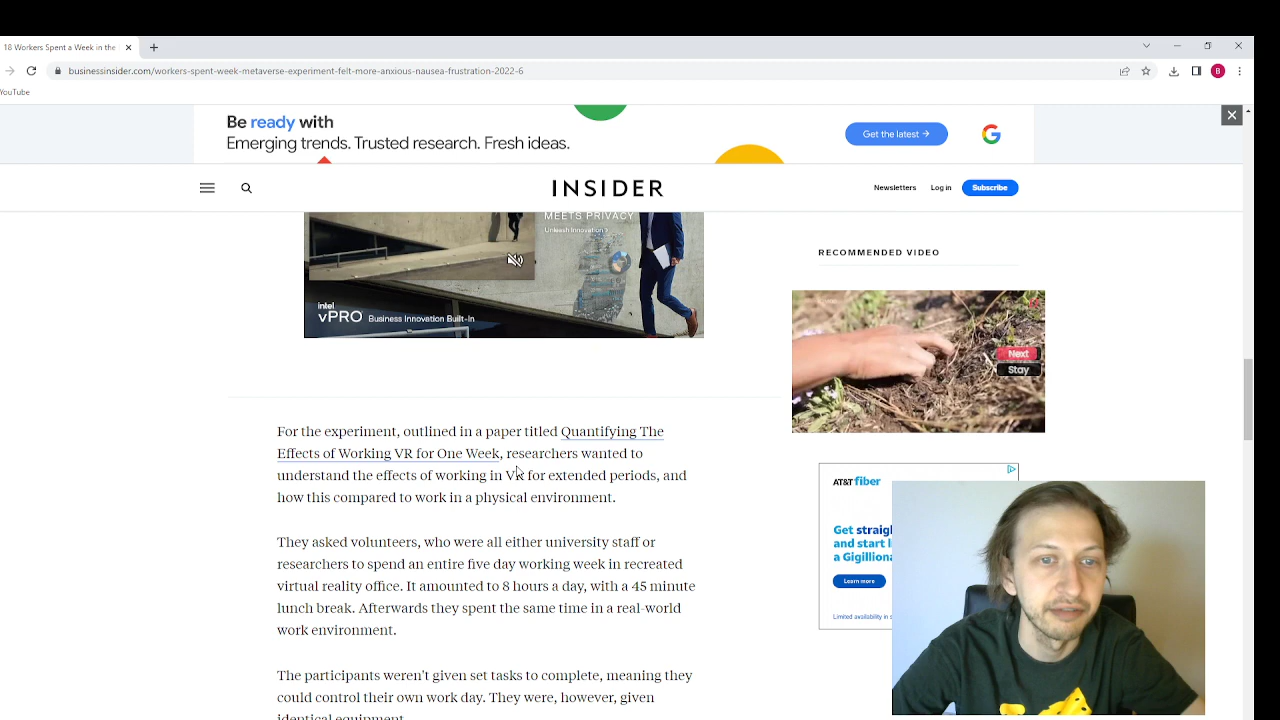 18 Workers Spent a Week in the
businessinsider.com/workers-spent-week-metaverse-experiment-felt-more-anxious-nausea-frustration-2022-6
B
YouTube
Be ready with
Emerging trends. Trusted research. Fresh ideas.
Get the latest →
G
INSIDER
Newsletters
Log in
Subscribe
MEETS PRIVACY
Unleash Innovation >
intel
vPRO
Business Innovation Built-In
RECOMMENDED VIDEO
Next
Stay
For the experiment, outlined in a paper titled Quantifying The
Effects of Working VR for One Week, researchers wanted to
understand the effects of working in VR for extended periods, and
how this compared to work in a physical environment.
They asked volunteers, who were all either university staff or
researchers to spend an entire five day working week in recreated
virtual reality office. It amounted to 8 hours a day, with a 45 minute
lunch break. Afterwards they spent the same time in a real-world
work environment.
The participants weren't given set tasks to complete, meaning they
could control their own work day. They were, however, given
identical equipment
AT&T fiber
Get straig
and start l
a Gigillion
Learn more
Limited availability in s